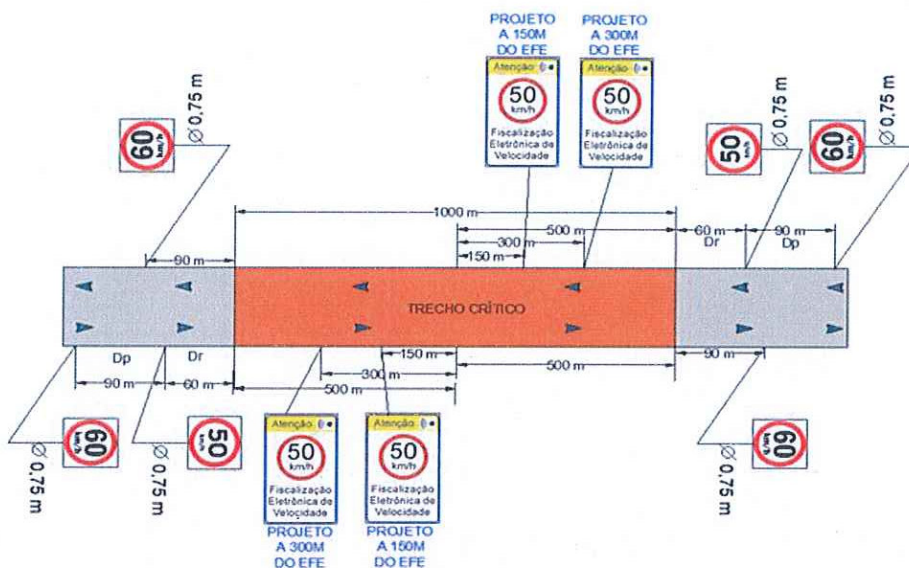 PROJETO
A 150M
DO EFE
PROJETO
A 300M
DO EFE
Atenção
50
km/h
Fiscalização
Eletrônica de
Velocidade
Atenção
50
km/h
Fiscalização
Eletrônica de
Velocidade
60
km/h
Ø 0,75 m
50
km/h
Ø 0,75 m
60
km/h
Ø 0,75 m
1000 m
500 m
60 m
90 m
300 m
Dr
Dp
150 m
90 m
TRECHO CRÍTICO
Dp
Dr
150 m
90 m
90 m
60 m
300 m
500 m
500 m
60
km/h
Ø 0,75 m
50
km/h
Ø 0,75 m
Atenção
50
km/h
Fiscalização
Eletrônica de
Velocidade
Atenção
50
km/h
Fiscalização
Eletrônica de
Velocidade
60
km/h
Ø 0,75 m
PROJETO
A 300M
DO EFE
PROJETO
A 150M
DO EFE